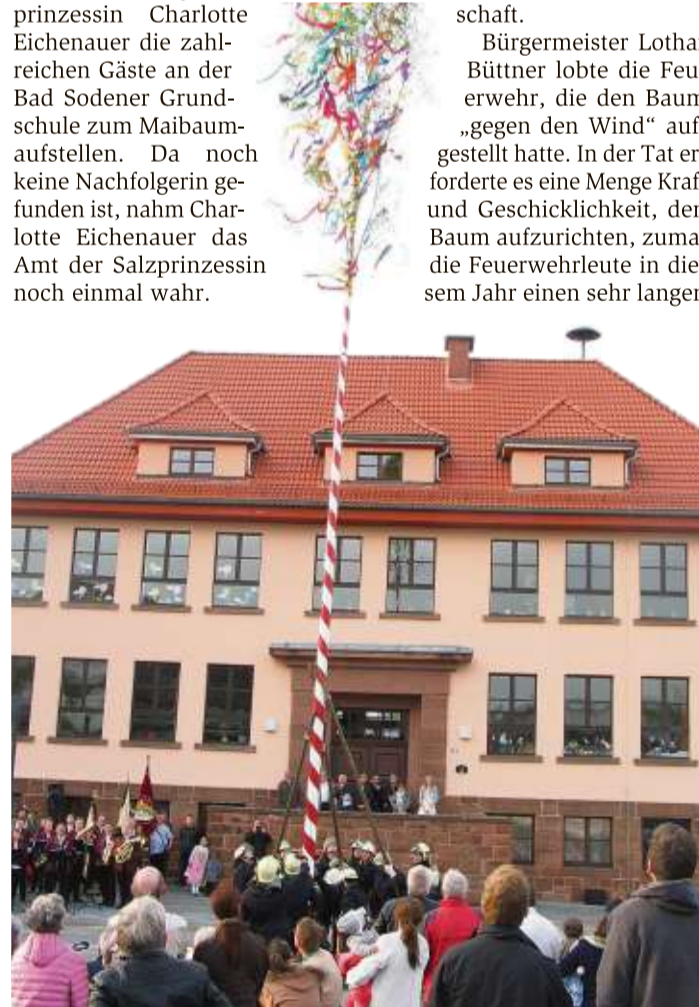 prinzessin Charlotte
Eichenauer die zahl-
reichen Gäste an der
Bad Sodener Grund-
schule zum Maibaum-
aufstellen. Da noch
keine Nachfolgerin ge-
funden ist, nahm Char-
lotte Eichenauer das
Amt der Salzprinzessin
noch einmal wahr.
schaft.
Bürgermeister Lothar
Büttner lobte die Feu
erwehr, die den Baum
„gegen den Wind“ auf
gestellt hatte. In der Tat er
forderte es eine Menge Kraf
und Geschicklichkeit, den
Baum aufzurichten, zuma
die Feuerwehrleute in die
sem Jahr einen sehr langen